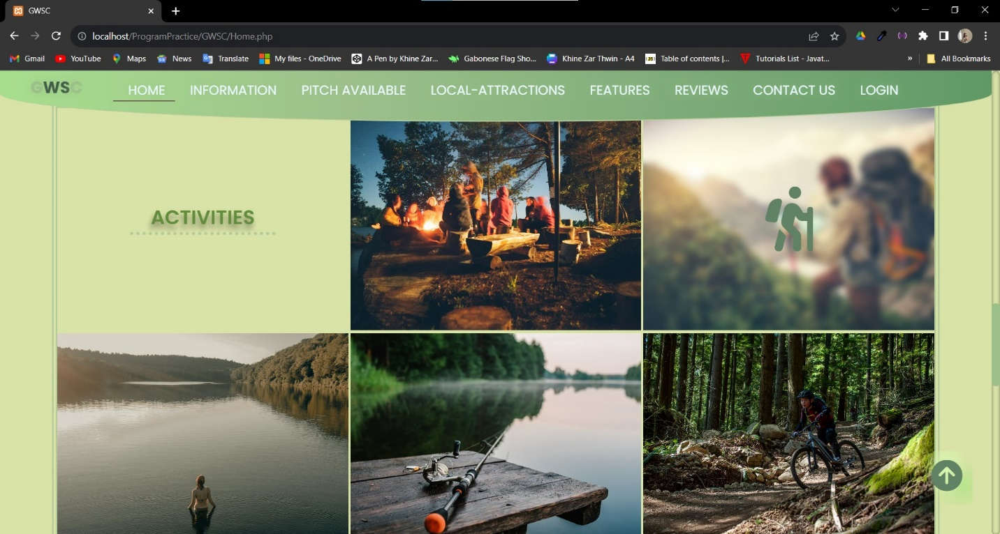 GWSC
localhost/ProgramPractice/GWSC/Home.php
Gmail YouTube Maps News Translate My files - OneDrive A Pen by Khine Zar... Gabonese Flag Sho... Khine Zar Thwin - A4 Table of contents |... Tutorials List - Javat... » All Bookmarks
GWSC HOME INFORMATION PITCH AVAILABLE LOCAL-ATTRACTIONS FEATURES REVIEWS CONTACT US LOGIN
ACTIVITIES